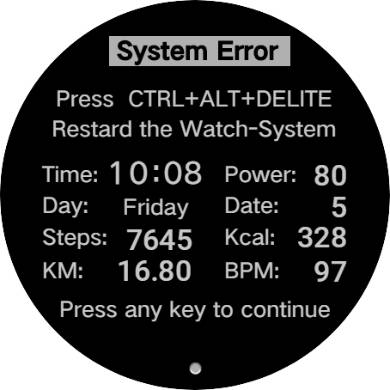 System Error
Press CTRL+ALT+DELITE
Restard the Watch-System
Time: 10:08 Power: 80
Day: Friday Date: 5
Steps: 7645 Kcal: 328
KM: 16.80 BPM: 97
Press any key to continue